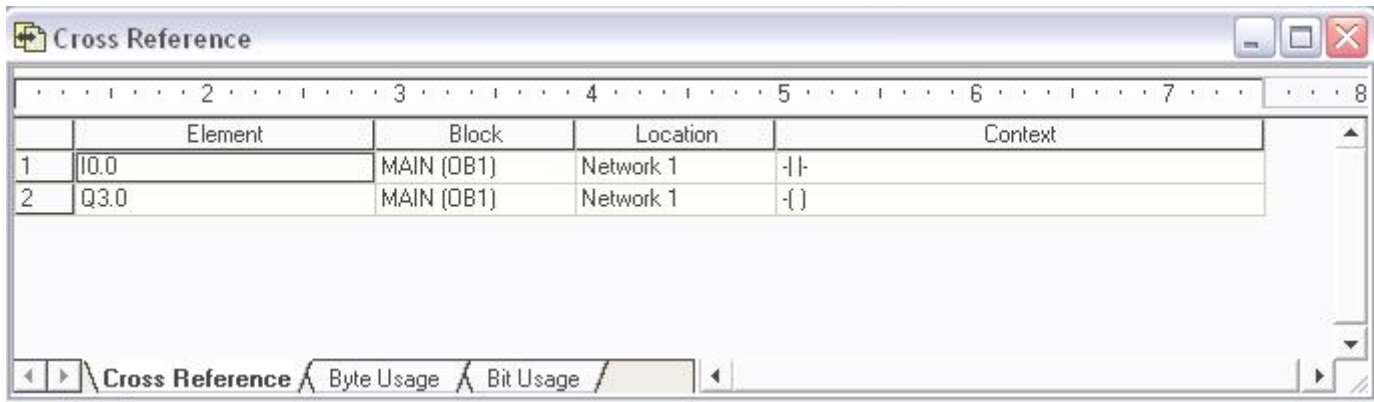 Cross Reference
2 3 4 5 6 7 8
Element Block Location Context
1 I0.0 MAIN (OB1) Network 1 -| |-
2 Q3.0 MAIN (OB1) Network 1 -( )
Cross Reference Byte Usage Bit Usage